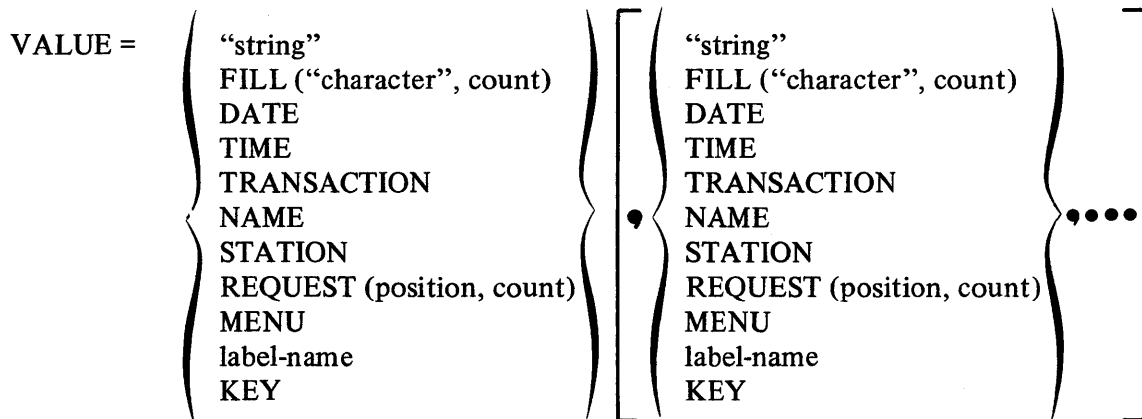 VALUE = { “string” [ , { “string”
FILL (“character”, count) FILL (“character”, count)
DATE DATE
TIME TIME
TRANSACTION TRANSACTION
NAME , NAME , . . .
STATION STATION
REQUEST (position, count) REQUEST (position, count)
MENU MENU
label-name label-name
KEY KEY